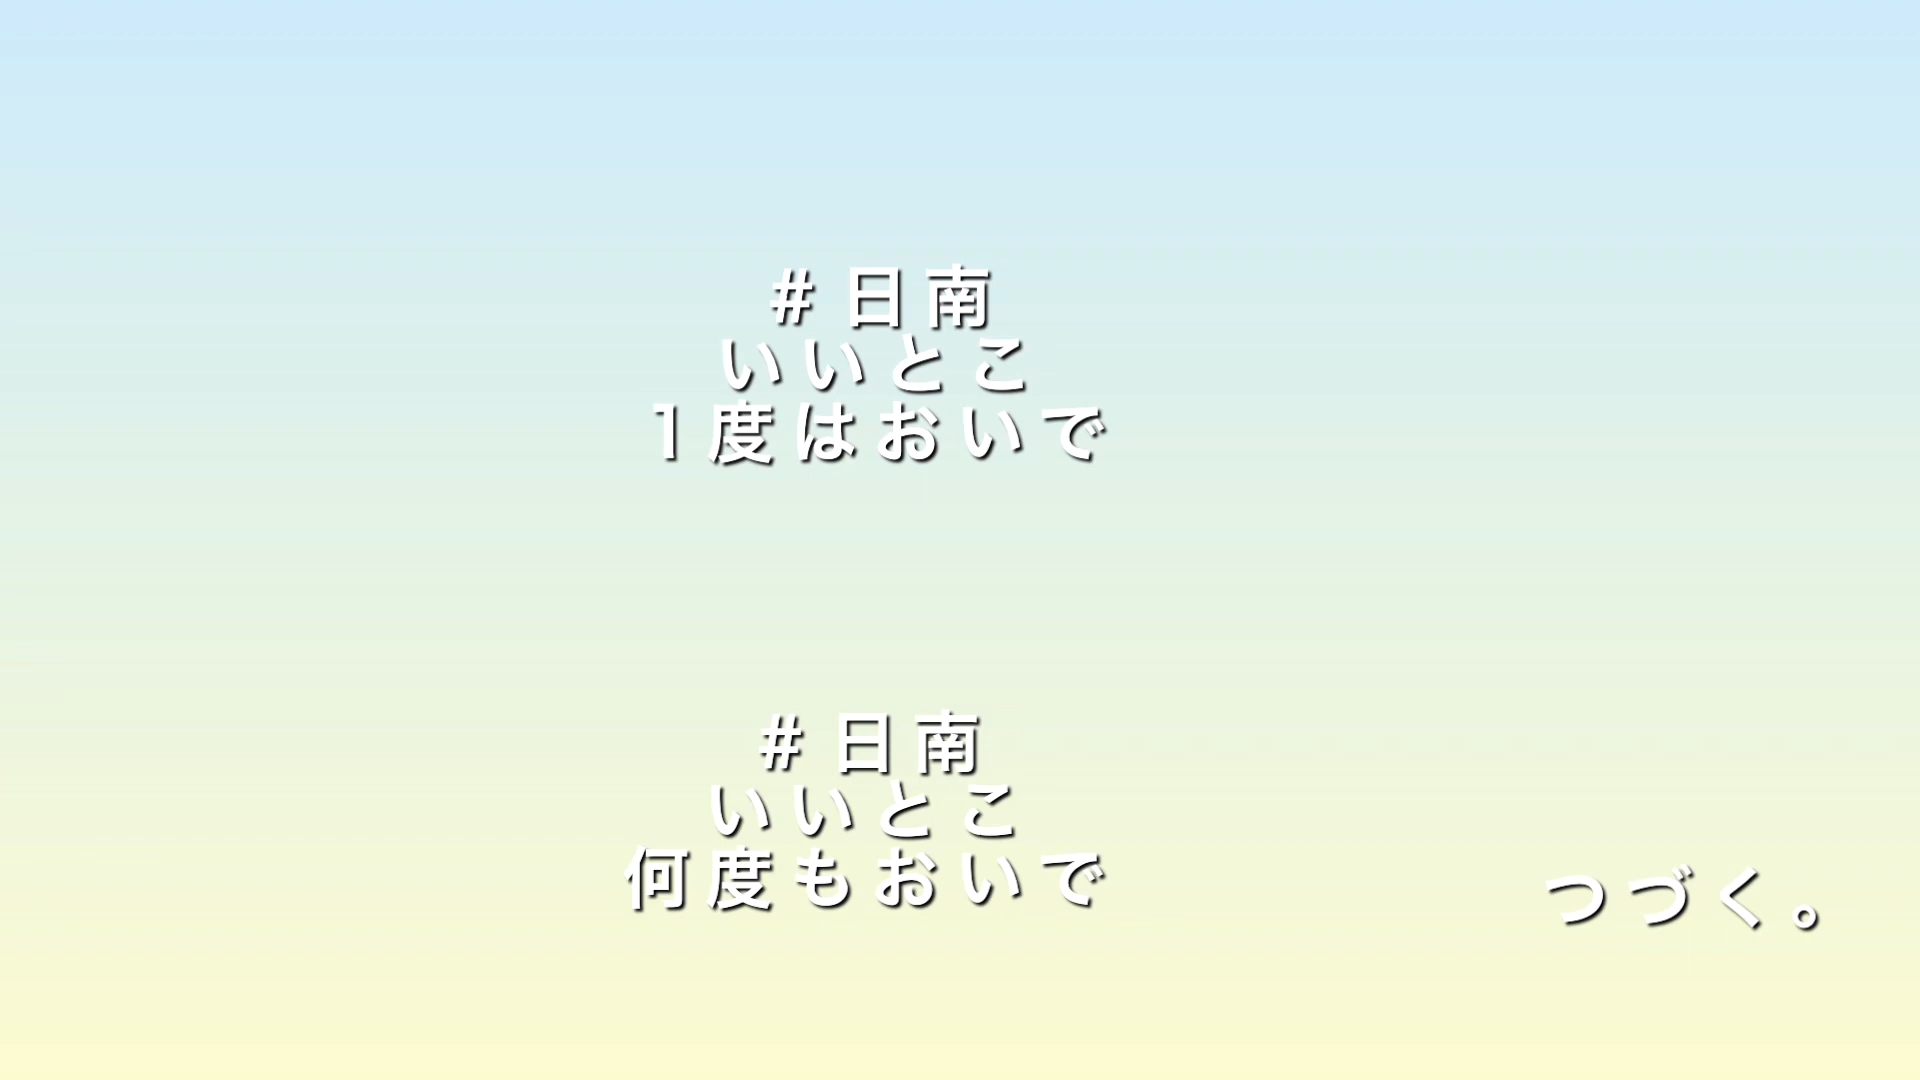 #日南
いいとこ
1度はおいで
#日南
いいとこ
何度もおいで
つづく。